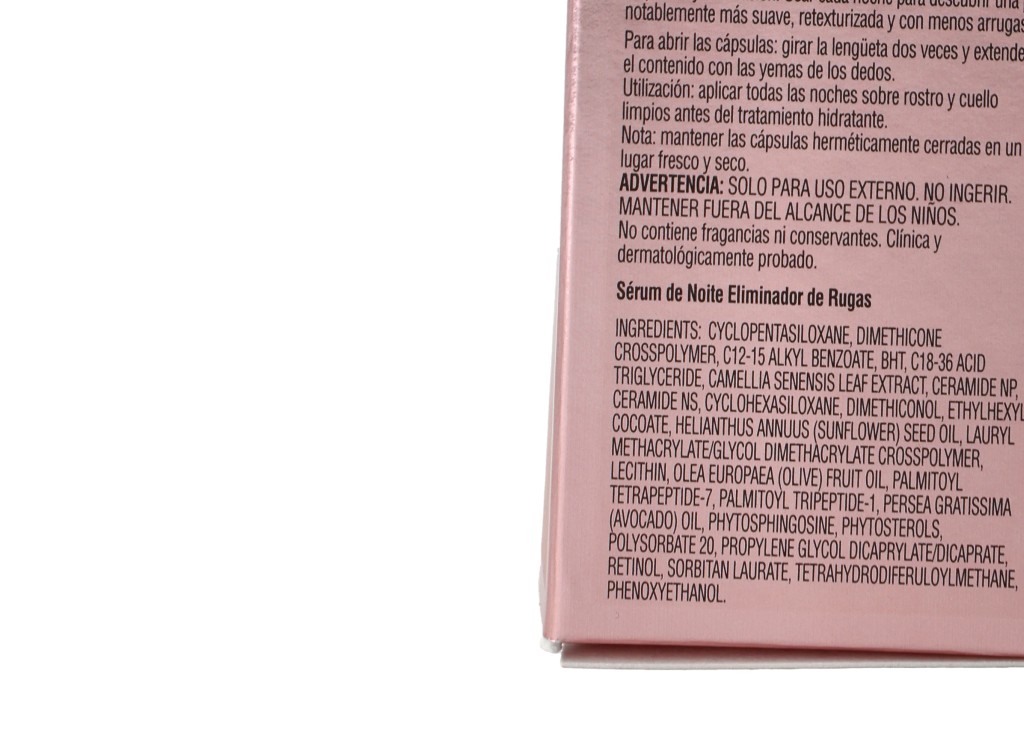 notablemente más suave, retexturizada y con menos arrugas
Para abrir las cápsulas: girar la lengüeta dos veces y extende
el contenido con las yemas de los dedos.
Utilización: aplicar todas las noches sobre rostro y cuello
limpios antes del tratamiento hidratante.
Nota: mantener las cápsulas herméticamente cerradas en un
lugar fresco y seco.
ADVERTENCIA: SOLO PARA USO EXTERNO. NO INGERIR.
MANTENER FUERA DEL ALCANCE DE LOS NIÑOS.
No contiene fragancias ni conservantes. Clínica y
dermatológicamente probado.
Sérum de Noite Eliminador de Rugas
INGREDIENTS: CYCLOPENTASILOXANE, DIMETHICONE
CROSSPOLYMER, C12-15 ALKYL BENZOATE, BHT, C18-36 ACID
TRIGLYCERIDE, CAMELLIA SENENSIS LEAF EXTRACT, CERAMIDE NP,
CERAMIDE NS, CYCLOHEXASILOXANE, DIMETHICONOL, ETHYLHEXYL
COCOATE, HELIANTHUS ANNUUS (SUNFLOWER) SEED OIL, LAURYL
METHACRYLATE/GLYCOL DIMETHACRYLATE CROSSPOLYMER,
LECITHIN, OLEA EUROPAEA (OLIVE) FRUIT OIL, PALMITOYL
TETRAPEPTIDE-7, PALMITOYL TRIPEPTIDE-1, PERSEA GRATISSIMA
(AVOCADO) OIL, PHYTOSPHINGOSINE, PHYTOSTEROLS,
POLYSORBATE 20, PROPYLENE GLYCOL DICAPRYLATE/DICAPRATE,
RETINOL, SORBITAN LAURATE, TETRAHYDRODIFERULOYLMETHANE,
PHENOXYETHANOL.